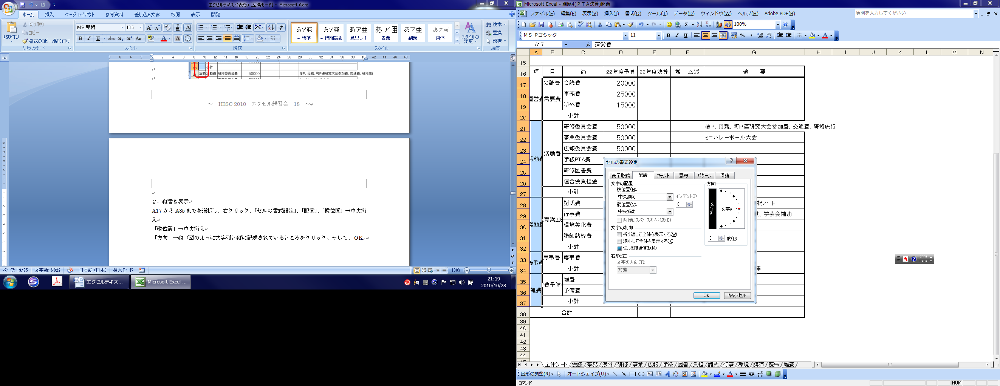 エクセルテキスト(表紙) [互換モード] - Microsoft Word
ホーム 挿入 ページ レイアウト 参考資料 差し込み文書 校閲 表示 開発
貼り付け
切り取り
コピー
書式のコピー/貼り付け
クリップボード
MS 明朝 10.5
フォント
段落
あア亜 あア亜 あア亜 あア亜 あア亜 あア亜
標準 行間詰め 見出し 1 表題 副題 斜体
スタイルの変更
スタイル
検索
置換
選択
編集
8 6 4 2 2 4 6 8 10 12 14 16 18 20 22 24 26 28 30 32 34 36 38 40 42 44 46 48
小計
活動 活動費 研修委員会費 50000 檜P、母親、町P連研究大会参加費、交通費、研修旅行
～ HISC 2010 エクセル講習会 18 ～
２．縦書き表示
A17 から A35 までを選択し、右クリック、「セルの書式設定」、「配置」、「横位置」→中央揃
え
「縦位置」→中央揃え
「方向」→縦（図のように文字列と縦に記述されているところをクリック。そして、OK。
ページ: 19/25 文字数: 6,822 日本語 (日本) 挿入モード 100%
エクセルテキス... Microsoft Excel ...
21:19
2010/10/28
Microsoft Excel - 課題4(ＰＴＡ決算)問題
ファイル(F) 編集(E) 表示(V) 挿入(I) 書式(O) ツール(T) データ(D) ウィンドウ(W) ヘルプ(H) Adobe PDF(B) 質問を入力してください
100%
ＭＳ Ｐゴシック 11
A17 fx 運営費
A B C D E F G H I J K L M N
15
16 項 目 節 22年度予算 22年度決算 増 △減 適 要
17 会議費 会議費 20000
18 運営費 需要費 事務費 25000
19 渉外費 15000
20 小計
21 研修委員会費 50000 檜P、母親、町P連研究大会参加費、交通費、研修旅行
22 事業委員会費 50000 ミニバレーボール大会
23 広報委員会費 50000
24 活動費 活動費 学級PTA費
25 研修図書費
26 連合会負担金
27 小計
28 諸式費 祝ノート
29 行事費 、学芸会補助
30 奨励費 育奨励 環境美化費
31 講師諸経費
32 小計
33 慶弔費 慶弔費 慶弔費
34 小計 電
35 雑費
36 雑費 費予備 予備費
37 小計
38 合計
39
40
41
42
43
44
セルの書式設定
表示形式 配置 フォント 罫線 パターン 保護
文字の配置
横位置(H):
中央揃え
インデント(I):
0
縦位置(V):
中央揃え
前後にスペースを入れる(E)
文字の制御
折り返して全体を表示する(W)
縮小して全体を表示する(K)
セルを結合する(M)
右から左
文字の方向(T):
対象
方向
文字列
文字列
0 度(D)
OK キャンセル
CAPS
KANA
全体シート 会議 事務 渉外 研修 事業 広報 学級 図書 負担 諸式 行事 環境 講師 慶弔 雑費
図形の調整(R) オートシェイプ(U)
コマンド NUM